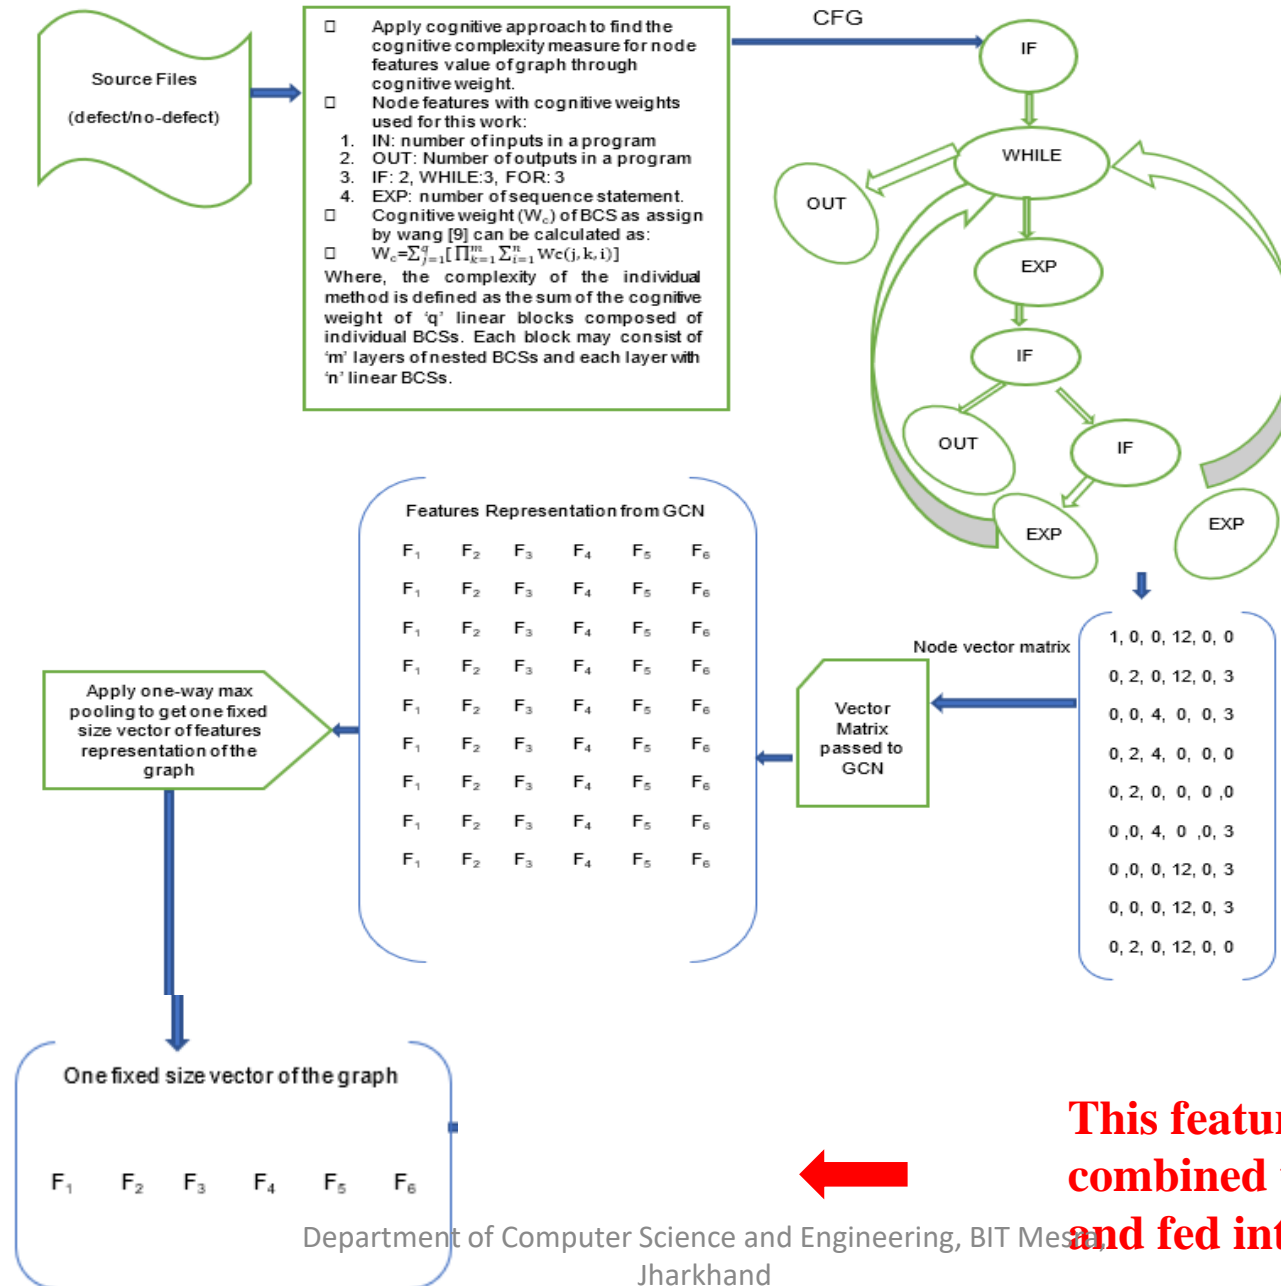 Source Files
(defect/no-defect)
□ Apply cognitive approach to find the
cognitive complexity measure for node
features value of graph through
cognitive weight.
□ Node features with cognitive weights
used for this work:
1. IN: number of inputs in a program
2. OUT: Number of outputs in a program
3. IF: 2, WHILE:3, FOR: 3
4. EXP: number of sequence statement.
□ Cognitive weight (W꜀) of BCS as assign
by wang [9] can be calculated as:
□ W꜀=∑_{j=1}^{q}[∏_{k=1}^{m} ∑_{i=1}^{n} Wc(j, k, i)]
Where, the complexity of the individual
method is defined as the sum of the cognitive
weight of ‘q’ linear blocks composed of
individual BCSs. Each block may consist of
‘m’ layers of nested BCSs and each layer with
‘n’ linear BCSs.
CFG
IF
WHILE
OUT
EXP
IF
OUT
IF
EXP
EXP
Node vector matrix
1, 0, 0, 12, 0, 0
0, 2, 0, 12, 0, 3
0, 0, 4, 0, 0, 3
0, 2, 4, 0, 0, 0
0, 2, 0, 0, 0 ,0
0 ,0, 4, 0 ,0, 3
0 ,0, 0, 12, 0, 3
0, 0, 0, 12, 0, 3
0, 2, 0, 12, 0, 0
Vector
Matrix
passed to
GCN
Features Representation from GCN
F₁ F₂ F₃ F₄ F₅ F₆
F₁ F₂ F₃ F₄ F₅ F₆
F₁ F₂ F₃ F₄ F₅ F₆
F₁ F₂ F₃ F₄ F₅ F₆
F₁ F₂ F₃ F₄ F₅ F₆
F₁ F₂ F₃ F₄ F₅ F₆
F₁ F₂ F₃ F₄ F₅ F₆
F₁ F₂ F₃ F₄ F₅ F₆
F₁ F₂ F₃ F₄ F₅ F₆
Apply one-way max
pooling to get one fixed
size vector of features
representation of the
graph
One fixed size vector of the graph
F₁ F₂ F₃ F₄ F₅ F₆
This
combined
and fed
Department of Computer Science and Engineering, BIT Mesra,
Jharkhand